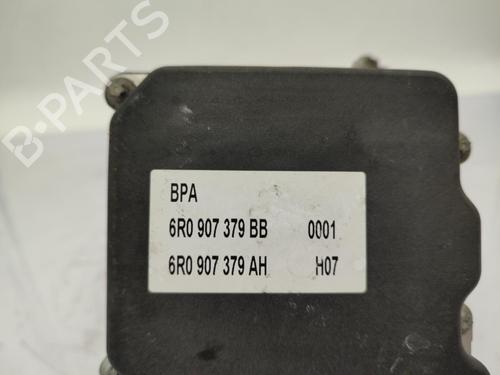 B-PARTS
BPA
6R0 907 379 BB 0001
6R0 907 379 AH H07